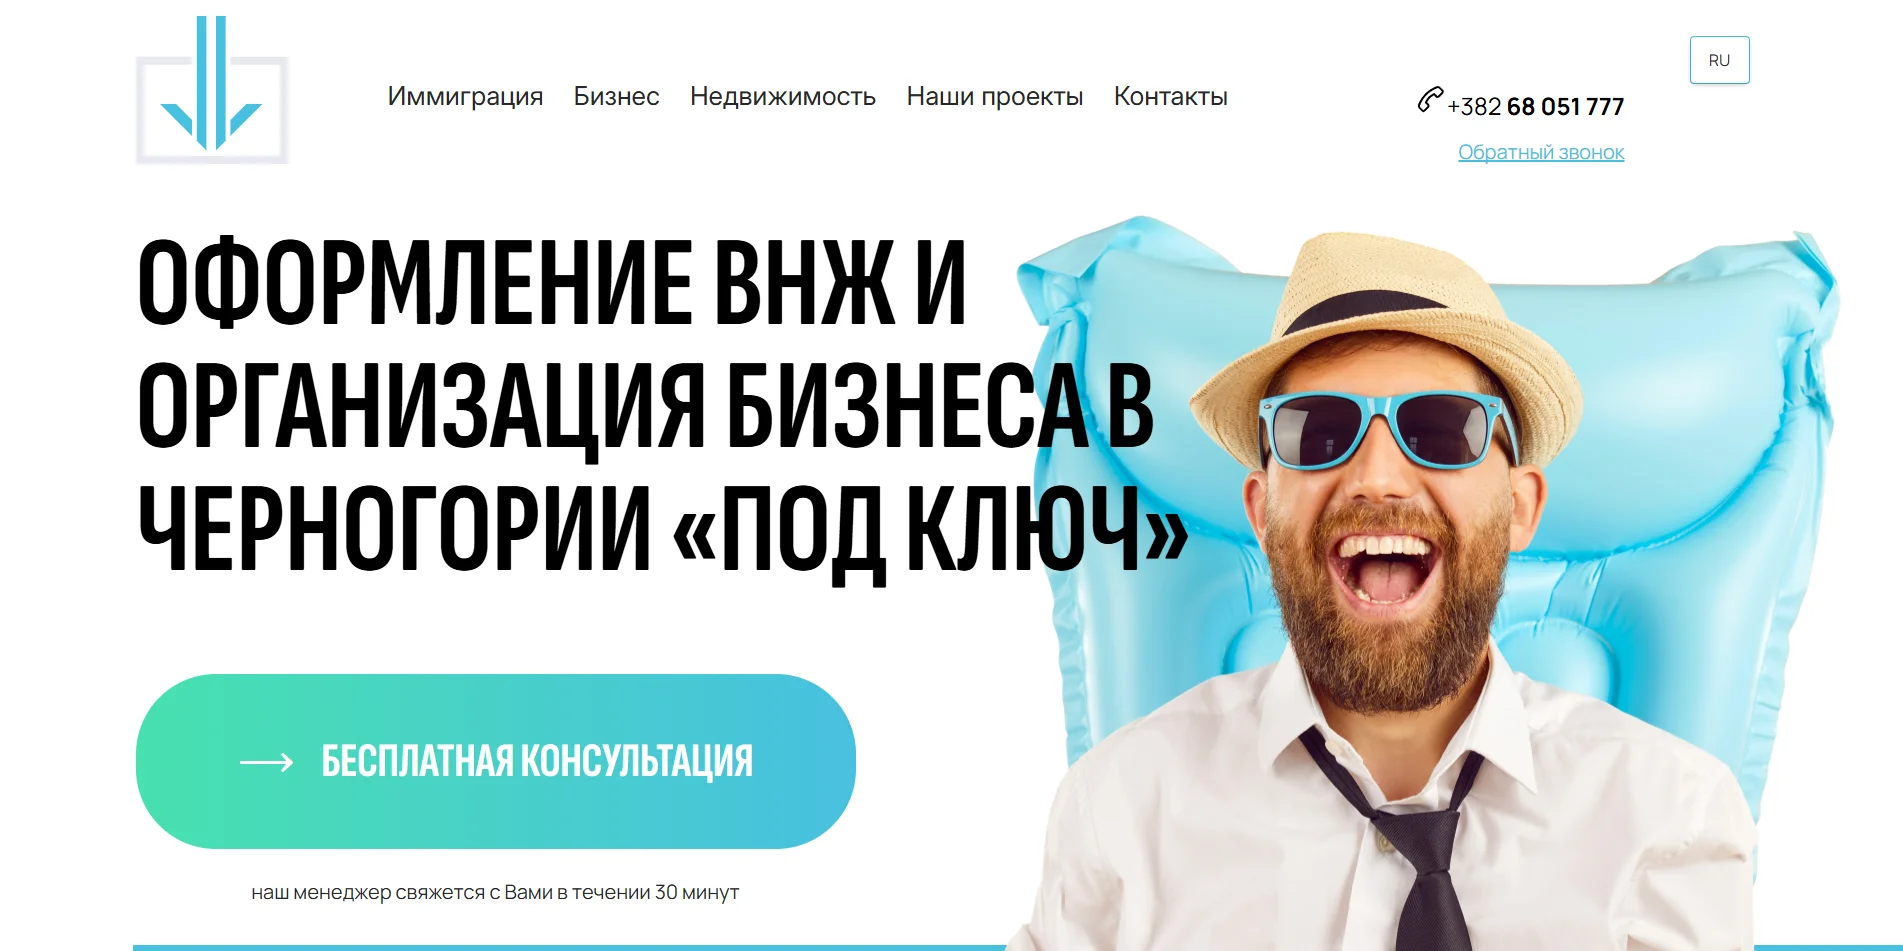 Иммиграция Бизнес Недвижимость Наши проекты Контакты
RU
+382 68 051 777
Обратный звонок
ОФОРМЛЕНИЕ ВНЖ И
ОРГАНИЗАЦИЯ БИЗНЕСА В
ЧЕРНОГОРИИ «ПОД КЛЮЧ»
БЕСПЛАТНАЯ КОНСУЛЬТАЦИЯ
наш менеджер свяжется с Вами в течении 30 минут